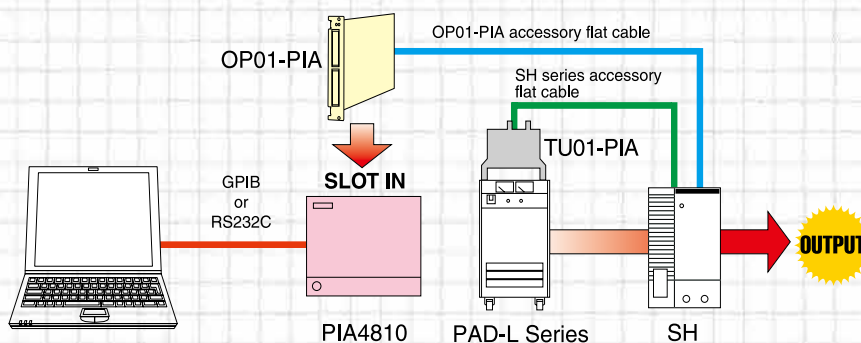 OP01-PIA accessory flat cable
OP01-PIA
SH series accessory
flat cable
TU01-PIA
GPIB
or
RS232C
SLOT IN
OUTPUT
PIA4810
PAD-L Series
SH